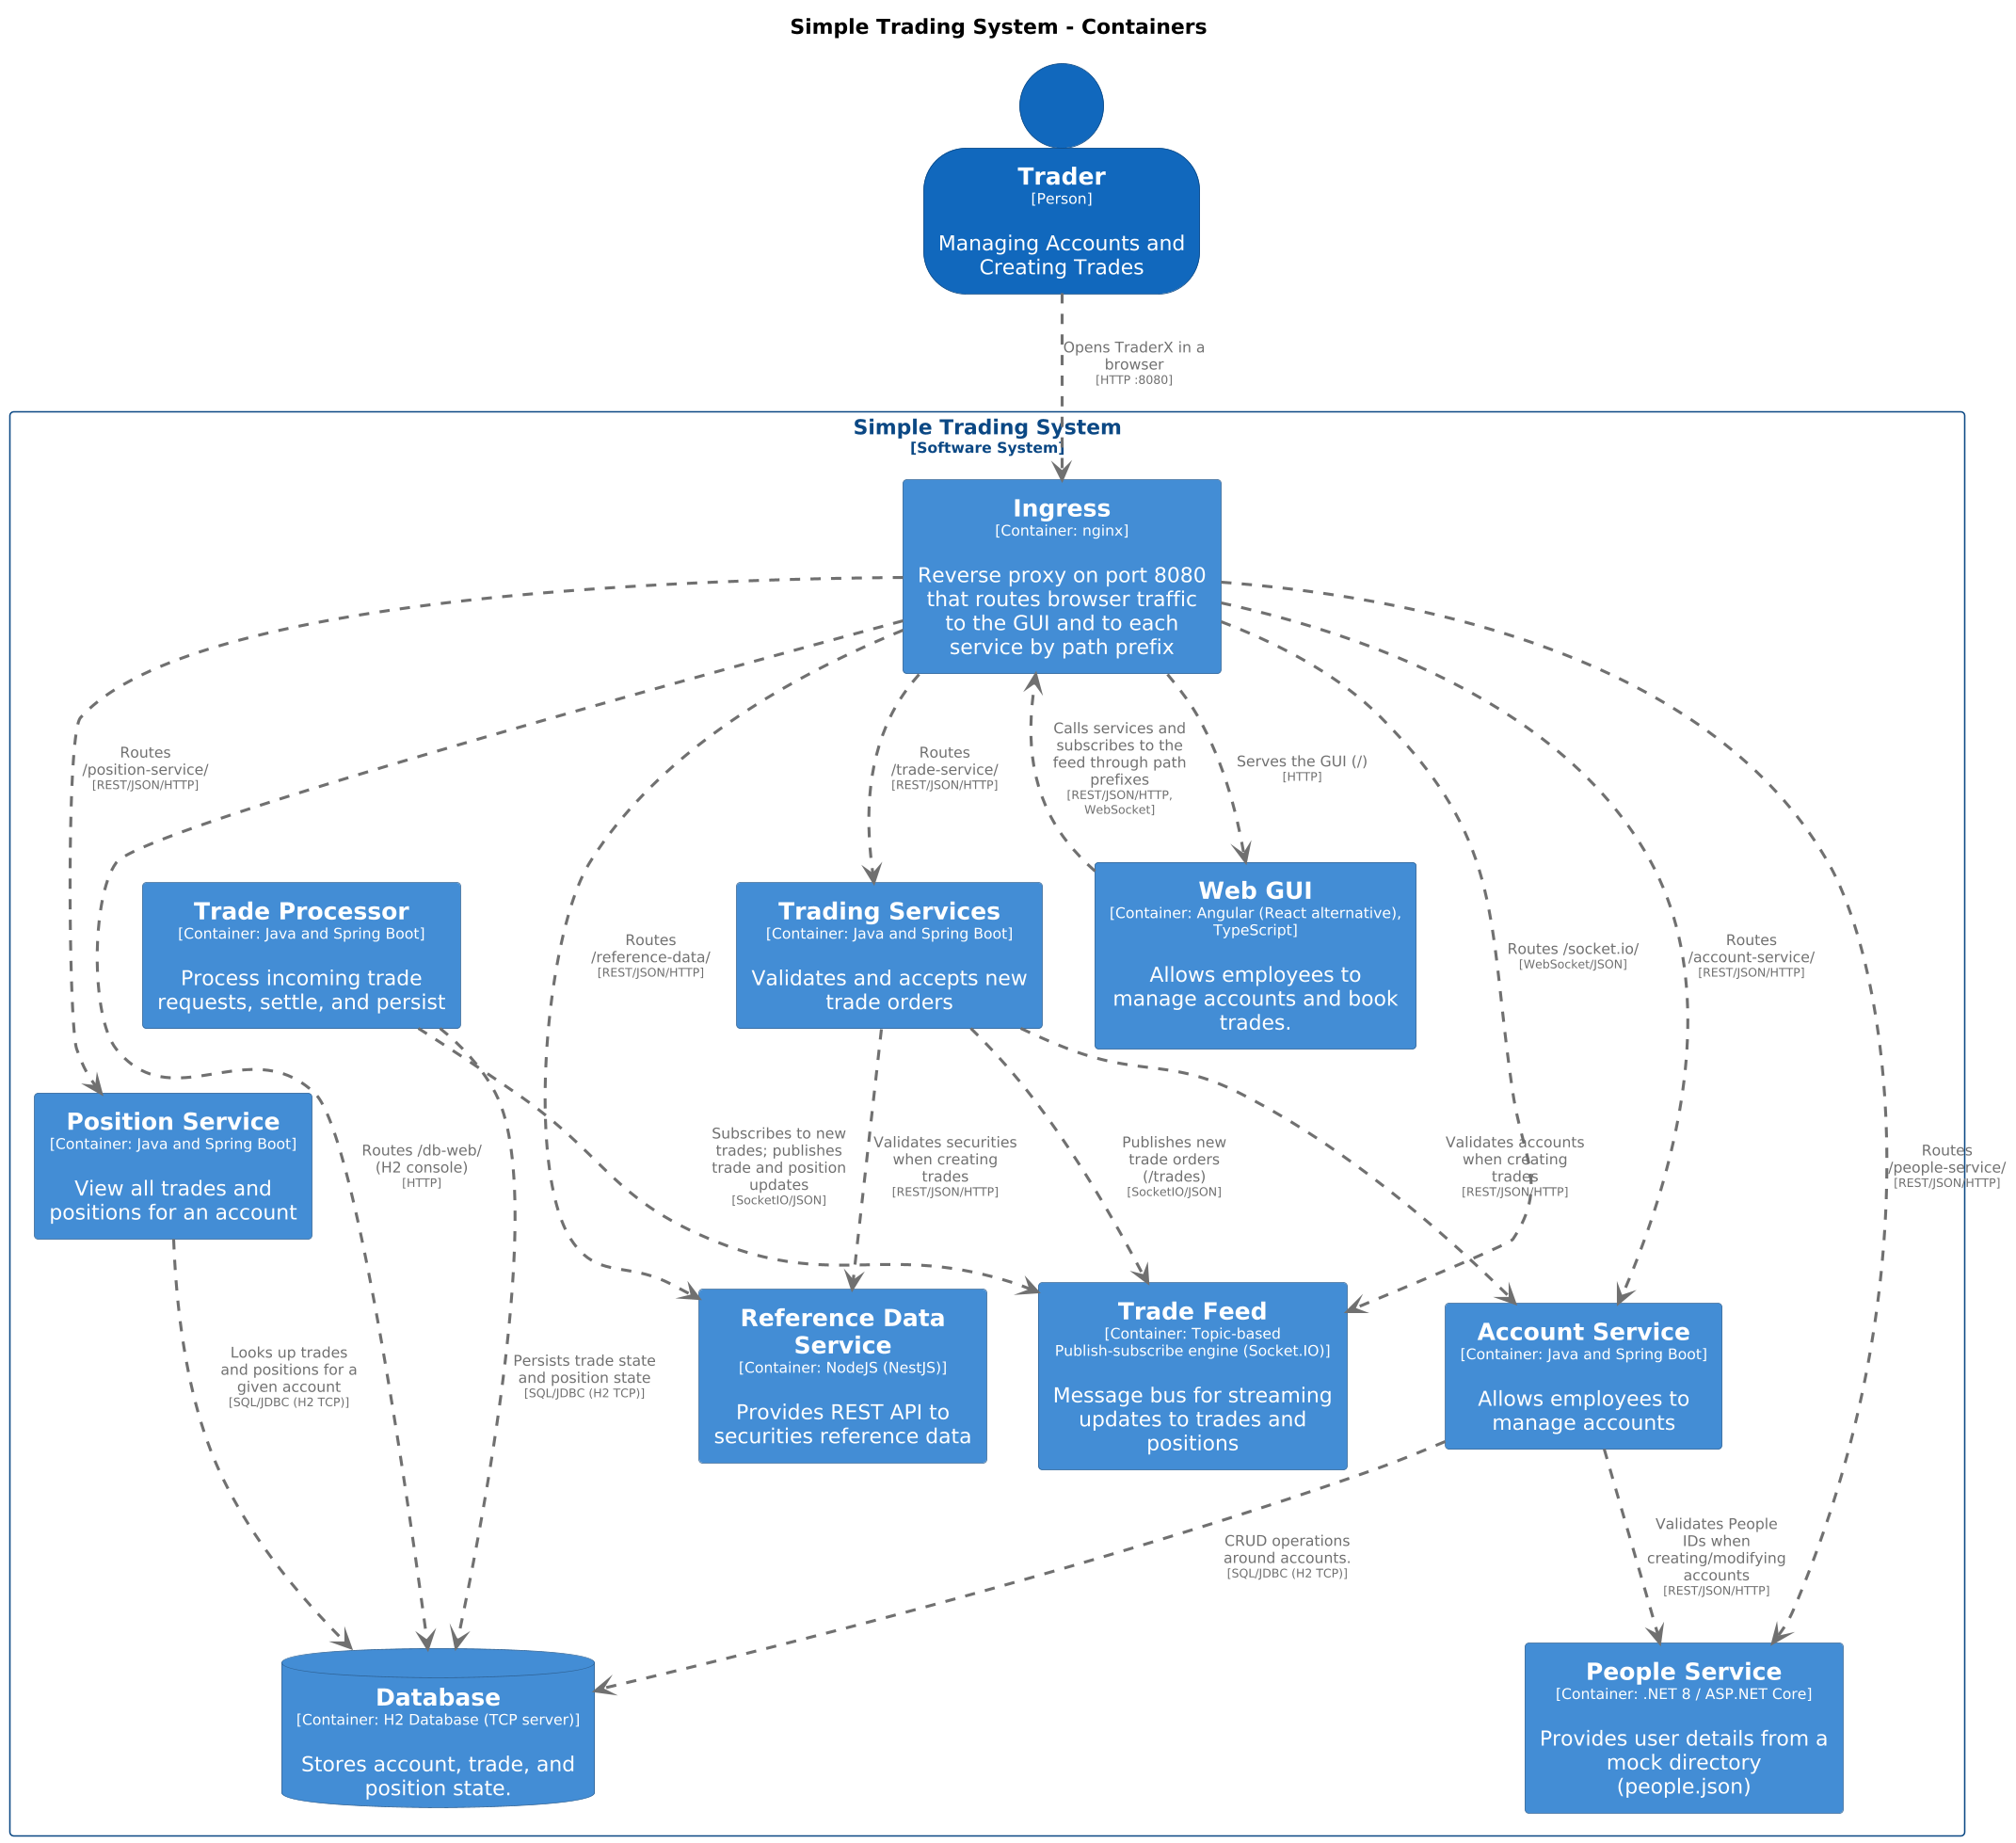 Simple Trading System - Containers
Trader
[Person]
Managing Accounts and
Creating Trades
Opens TraderX in a
browser
[HTTP :8080]
Simple Trading System
[Software System]
Ingress
[Container: nginx]
Reverse proxy on port 8080
that routes browser traffic
to the GUI and to each
service by path prefix
Routes
/position-service/
[REST/JSON/HTTP]
Routes
/trade-service/
[REST/JSON/HTTP]
Calls services and
subscribes to the
feed through path
prefixes
[REST/JSON/HTTP,
WebSocket]
Serves the GUI (/)
[HTTP]
Trade Processor
[Container: Java and Spring Boot]
Process incoming trade
requests, settle, and persist
Routes
/reference-data/
[REST/JSON/HTTP]
Trading Services
[Container: Java and Spring Boot]
Validates and accepts new
trade orders
Web GUI
[Container: Angular (React alternative),
TypeScript]
Allows employees to
manage accounts and book
trades.
Routes /socket.io/
[WebSocket/JSON]
Routes
/account-service/
[REST/JSON/HTTP]
Position Service
[Container: Java and Spring Boot]
View all trades and
positions for an account
Routes /db-web/
(H2 console)
[HTTP]
Subscribes to new
trades; publishes
trade and position
updates
[SocketIO/JSON]
Validates securities
when creating
trades
[REST/JSON/HTTP]
Publishes new
trade orders
(/trades)
[SocketIO/JSON]
Validates accounts
when creating
trades
[REST/JSON/HTTP]
Routes
/people-service/
[REST/JSON/HTTP]
Looks up trades
and positions for a
given account
[SQL/JDBC (H2 TCP)]
Persists trade state
and position state
[SQL/JDBC (H2 TCP)]
Reference Data
Service
[Container: NodeJS (NestJS)]
Provides REST API to
securities reference data
Trade Feed
[Container: Topic-based
Publish-subscribe engine (Socket.IO)]
Message bus for streaming
updates to trades and
positions
Account Service
[Container: Java and Spring Boot]
Allows employees to
manage accounts
CRUD operations
around accounts.
[SQL/JDBC (H2 TCP)]
Validates People
IDs when
creating/modifying
accounts
[REST/JSON/HTTP]
Database
[Container: H2 Database (TCP server)]
Stores account, trade, and
position state.
People Service
[Container: .NET 8 / ASP.NET Core]
Provides user details from a
mock directory
(people.json)